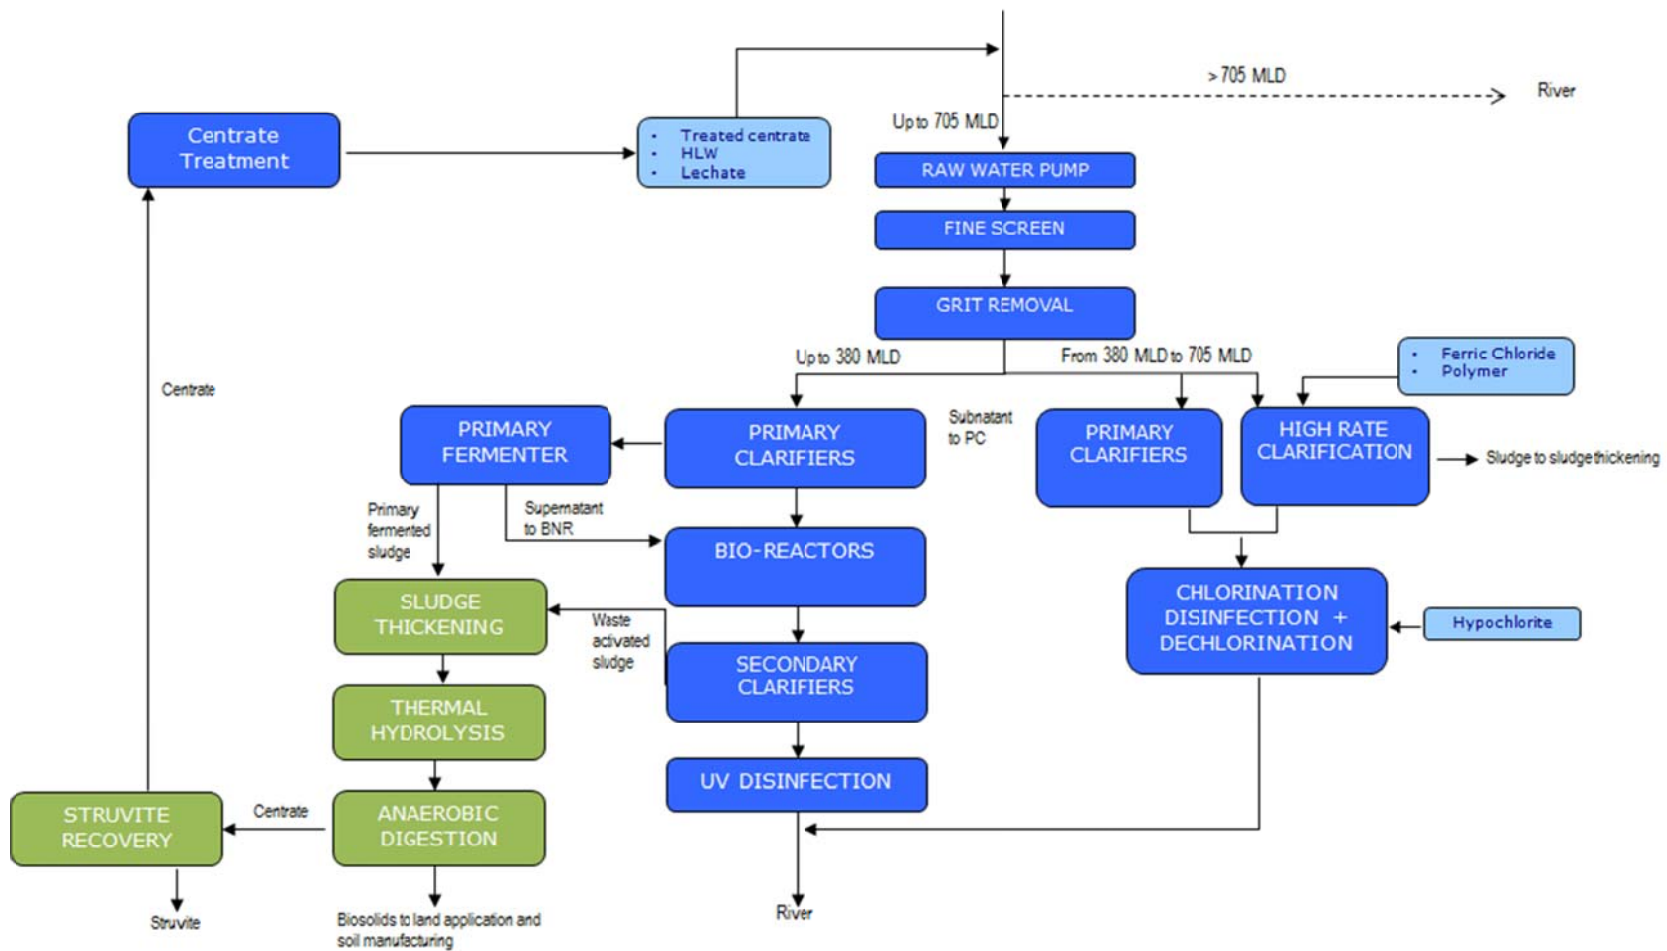 > 705 MLD
River
Centrate
Treatment
• Treated centrate
• HLW
• Lechate
Up to 705 MLD
RAW WATER PUMP
FINE SCREEN
GRIT REMOVAL
Up to 380 MLD
From 380 MLD to 705 MLD
• Ferric Chloride
• Polymer
Centrate
PRIMARY
FERMENTER
PRIMARY
CLARIFIERS
Subnatant
to PC
PRIMARY
CLARIFIERS
HIGH RATE
CLARIFICATION
Sludge to sludge thickening
Primary
fermented
sludge
Supernatant
to BNR
BIO-REACTORS
SLUDGE
THICKENING
Waste
activated
sludge
CHLORINATION
DISINFECTION +
DECHLORINATION
Hypochlorite
SECONDARY
CLARIFIERS
THERMAL
HYDROLYSIS
UV DISINFECTION
STRUVITE
RECOVERY
Centrate
ANAEROBIC
DIGESTION
Struvite
Biosolids to land application and
soil manufacturing
River